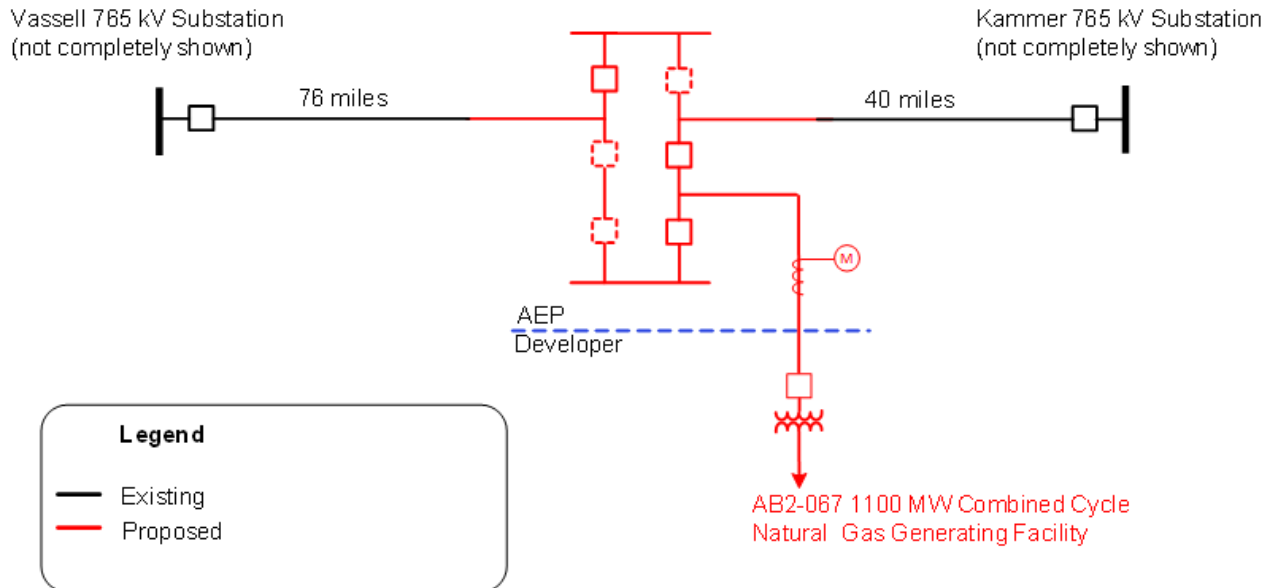 Vassell 765 kV Substation
(not completely shown)
Kammer 765 kV Substation
(not completely shown)
76 miles
40 miles
M
AEP
Developer
Legend
Existing
Proposed
AB2-067 1100 MW Combined Cycle
Natural Gas Generating Facility